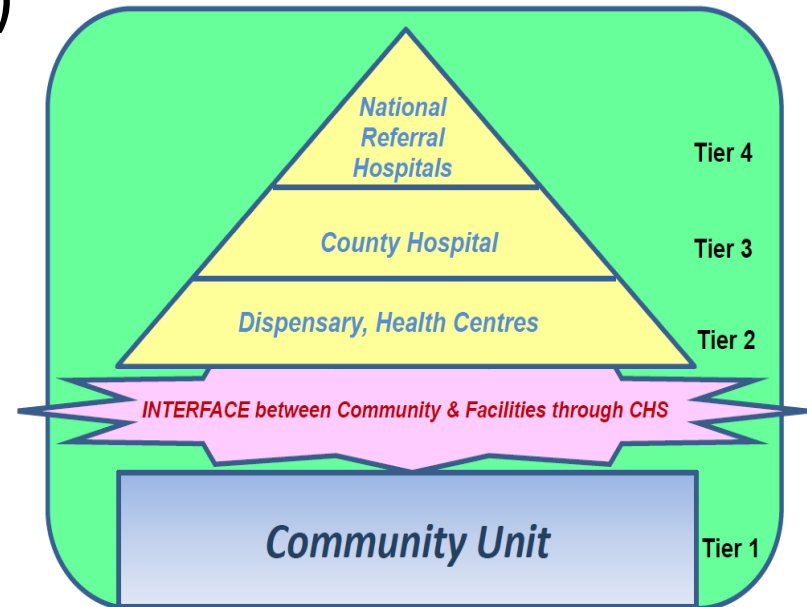 )
National
Referral
Hospitals
Tier 4
County Hospital
Tier 3
Dispensary, Health Centres
Tier 2
INTERFACE between Community & Facilities through CHS
Community Unit
Tier 1